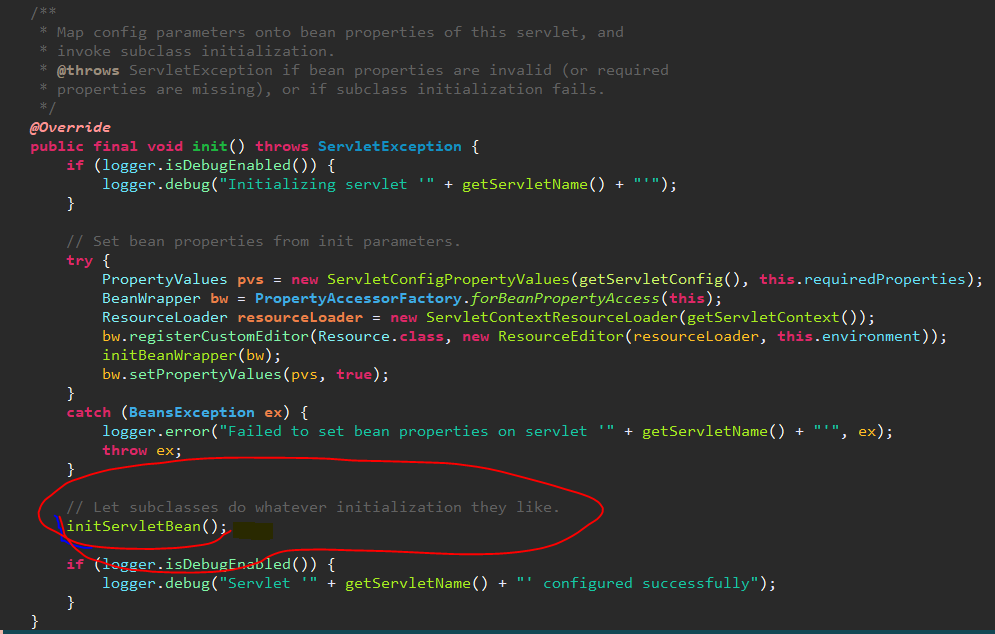 /**
 * Map config parameters onto bean properties of this servlet, and
 * invoke subclass initialization.
 * @throws ServletException if bean properties are invalid (or required
 * properties are missing), or if subclass initialization fails.
 */
@Override
public final void init() throws ServletException {
    if (logger.isDebugEnabled()) {
        logger.debug("Initializing servlet '" + getServletName() + "'");
    }

    // Set bean properties from init parameters.
    try {
        PropertyValues pvs = new ServletConfigPropertyValues(getServletConfig(), this.requiredProperties);
        BeanWrapper bw = PropertyAccessorFactory.forBeanPropertyAccess(this);
        ResourceLoader resourceLoader = new ServletContextResourceLoader(getServletContext());
        bw.registerCustomEditor(Resource.class, new ResourceEditor(resourceLoader, this.environment));
        initBeanWrapper(bw);
        bw.setPropertyValues(pvs, true);
    }
    catch (BeansException ex) {
        logger.error("Failed to set bean properties on servlet '" + getServletName() + "'", ex);
        throw ex;
    }

    // Let subclasses do whatever initialization they like.
    initServletBean();

    if (logger.isDebugEnabled()) {
        logger.debug("Servlet '" + getServletName() + "' configured successfully");
    }
}